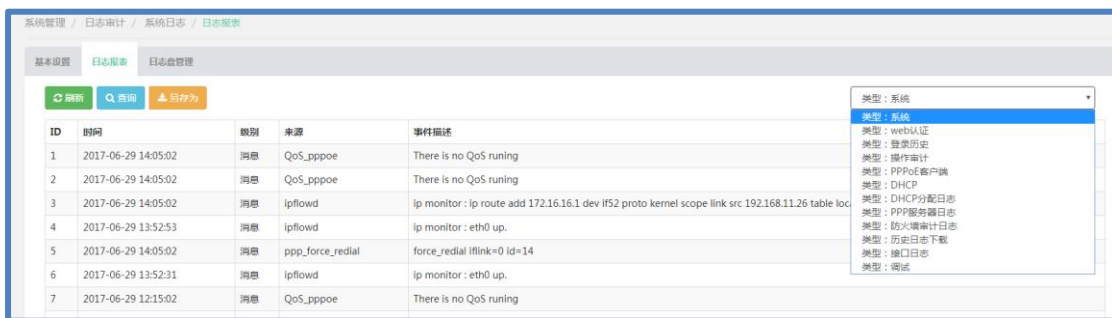 系统管理 / 日志审计 / 系统日志 / 日志报表
基本设置 日志报表 日志盘管理
刷新 查询 另存为 类型：系统
类型：系统
类型：web认证
类型：登录历史
类型：操作审计
类型：PPPoE客户端
类型：DHCP
类型：DHCP分配日志
类型：PPP服务器日志
类型：防火墙审计日志
类型：历史日志下载
类型：接口日志
类型：调试
ID 时间 级别 来源 事件描述
1 2017-06-29 14:05:02 消息 QoS_pppoe There is no QoS runing
2 2017-06-29 14:05:02 消息 QoS_pppoe There is no QoS runing
3 2017-06-29 14:05:02 消息 ipflowd ip monitor : ip route add 172.16.16.1 dev if52 proto kernel scope link src 192.168.11.26 table
4 2017-06-29 13:52:53 消息 ipflowd ip monitor : eth0 up.
5 2017-06-29 14:05:02 消息 ppp_force_redial force_redial iflink=0 id=14
6 2017-06-29 13:52:31 消息 ipflowd ip monitor : eth0 up.
7 2017-06-29 12:15:02 消息 QoS_pppoe There is no QoS runing